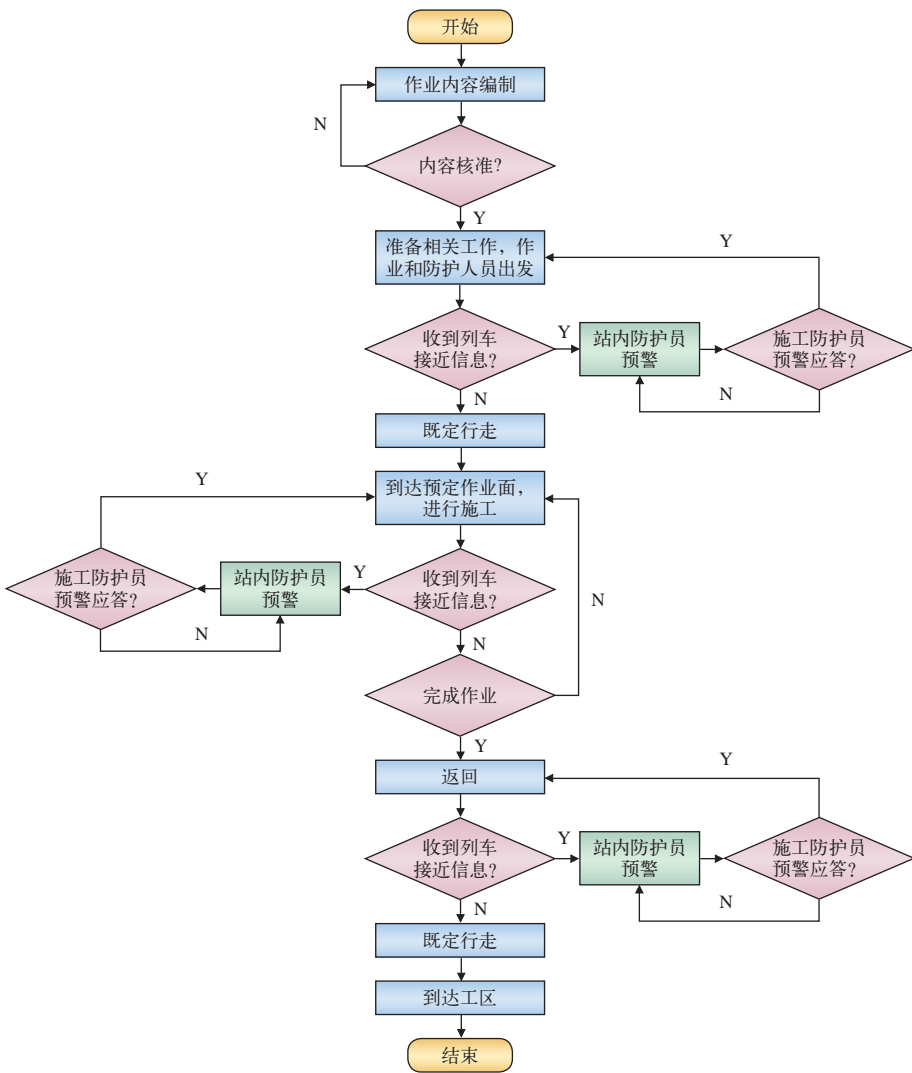 开始
作业内容编制
N
内容核准?
Y
准备相关工作，作
业和防护人员出发
Y
收到列车
接近信息?
Y
站内防护员
预警
施工防护员
预警应答?
N
N
既定行走
Y
到达预定作业面，
进行施工
施工防护员
预警应答?
站内防护员
预警
Y
收到列车
接近信息?
N
N
N
完成作业
Y
返回
Y
收到列车
接近信息?
Y
站内防护员
预警
施工防护员
预警应答?
N
N
既定行走
到达工区
结束